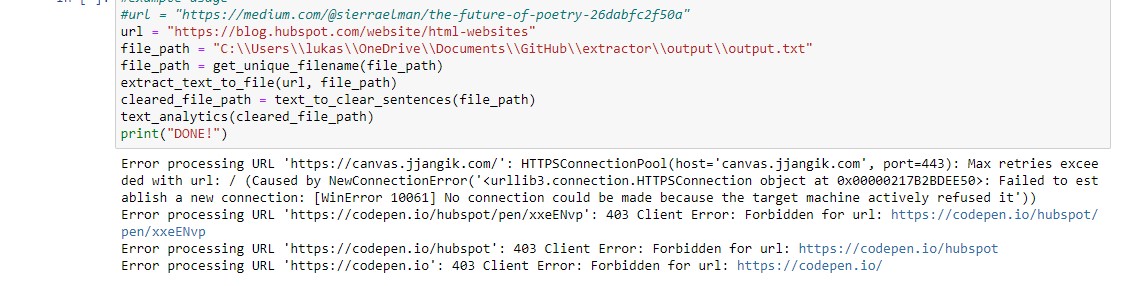 #url = "https://medium.com/@sierraelman/the-future-of-poetry-26dabfc2f50a"
url = "https://blog.hubspot.com/website/html-websites"
file_path = "C:\\Users\\lukas\\OneDrive\\Documents\\GitHub\\extractor\\output\\output.txt"
file_path = get_unique_filename(file_path)
extract_text_to_file(url, file_path)
cleared_file_path = text_to_clear_sentences(file_path)
text_analytics(cleared_file_path)
print("DONE!")
Error processing URL 'https://canvas.jjangik.com/': HTTPSConnectionPool(host='canvas.jjangik.com', port=443): Max retries excee
ded with url: / (Caused by NewConnectionError('<urllib3.connection.HTTPSConnection object at 0x00000217B2BDEE50>: Failed to est
ablish a new connection: [WinError 10061] No connection could be made because the target machine actively refused it'))
Error processing URL 'https://codepen.io/hubspot/pen/xxeENvp': 403 Client Error: Forbidden for url: https://codepen.io/hubspot/
pen/xxeENvp
Error processing URL 'https://codepen.io/hubspot': 403 Client Error: Forbidden for url: https://codepen.io/hubspot
Error processing URL 'https://codepen.io': 403 Client Error: Forbidden for url: https://codepen.io/